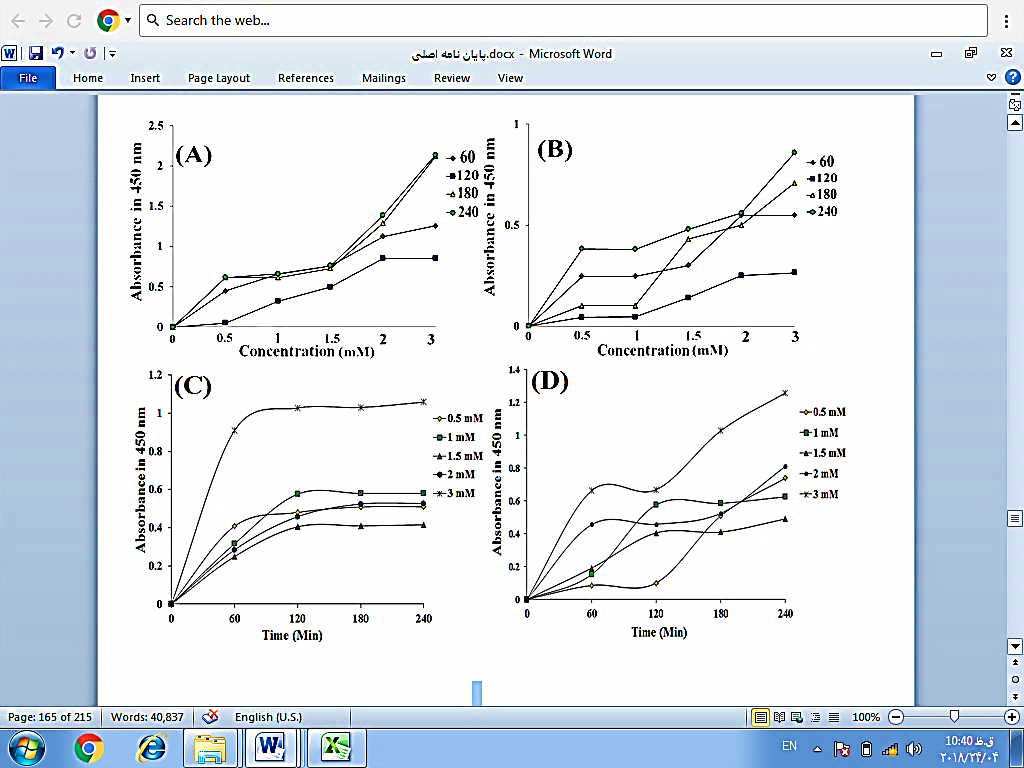 Search the web...
پایان نامه اصلی.docx - Microsoft Word
File Home Insert Page Layout References Mailings Review View
(A)
Absorbance in 450 nm
2.5
2
1.5
1
0.5
0
0 0.5 1 1.5 2 3
Concentration (mM)
60
120
180
240
(B)
Absorbance in 450 nm
1
0.5
0
0 0.5 1 1.5 2 3
Concentration (mM)
60
120
180
240
(C)
Absorbance in 450 nm
1.2
1
0.8
0.6
0.4
0.2
0
0 60 120 180 240
Time (Min)
0.5 mM
1 mM
1.5 mM
2 mM
3 mM
(D)
Absorbance in 450 nm
1.4
1.2
1
0.8
0.6
0.4
0.2
0
0 60 120 180 240
Time (Min)
0.5 mM
1 mM
1.5 mM
2 mM
3 mM
Page: 165 of 215 Words: 40,837 English (U.S.) 100%
EN 10:40 ق.ظ
۲۰۱۸/۲۴/۰۴